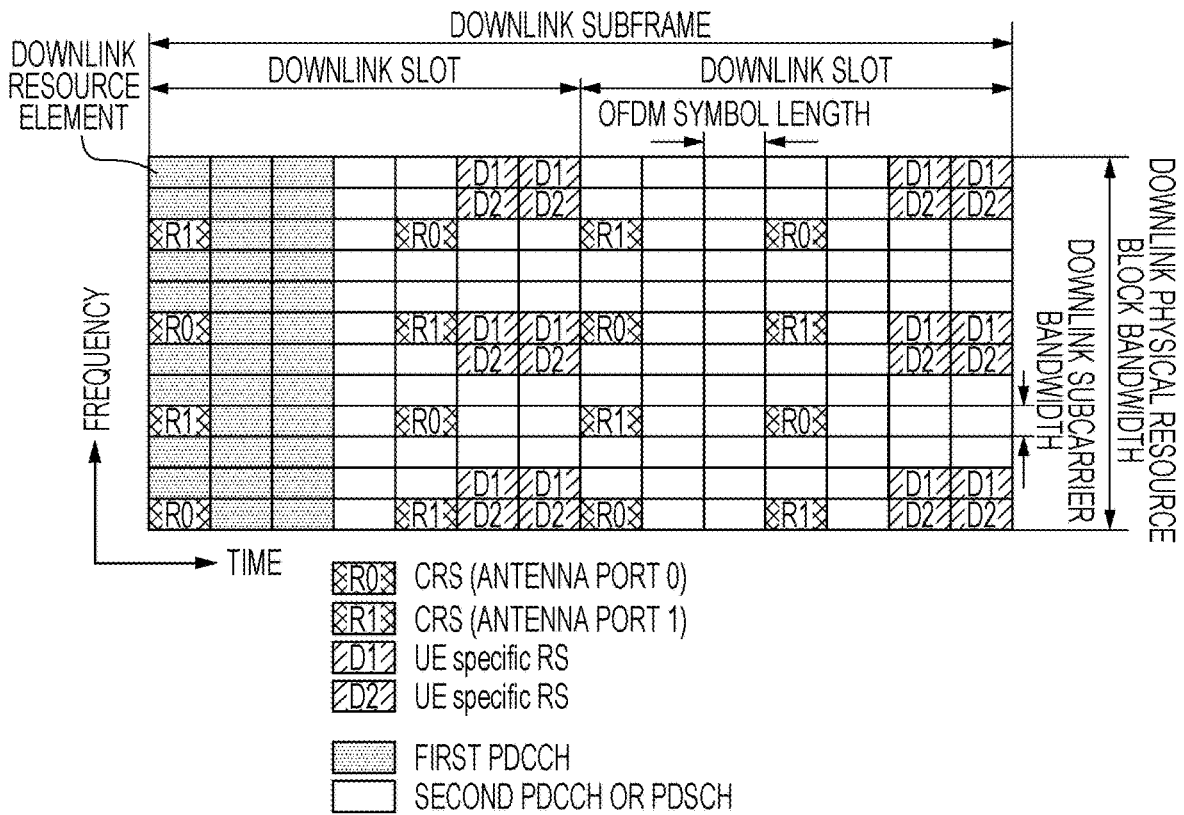 DOWNLINK SUBFRAME
DOWNLINK
RESOURCE
ELEMENT
DOWNLINK SLOT
DOWNLINK SLOT
OFDM SYMBOL LENGTH
D1 D1 D1 D1
D2 D2 D2 D2
R1 R0 R1 R0
R0 R1 D1 D1 R0 R1 D1 D1
D2 D2 D2 D2
R1 R0 R1 R0
D1 D1 D1 D1
R0 R1 D2 D2 R0 R1 D2 D2
FREQUENCY
TIME
DOWNLINK SUBCARRIER
BANDWIDTH
DOWNLINK PHYSICAL RESOURCE
BLOCK BANDWIDTH
R0 CRS (ANTENNA PORT 0)
R1 CRS (ANTENNA PORT 1)
D1 UE specific RS
D2 UE specific RS
FIRST PDCCH
SECOND PDCCH OR PDSCH